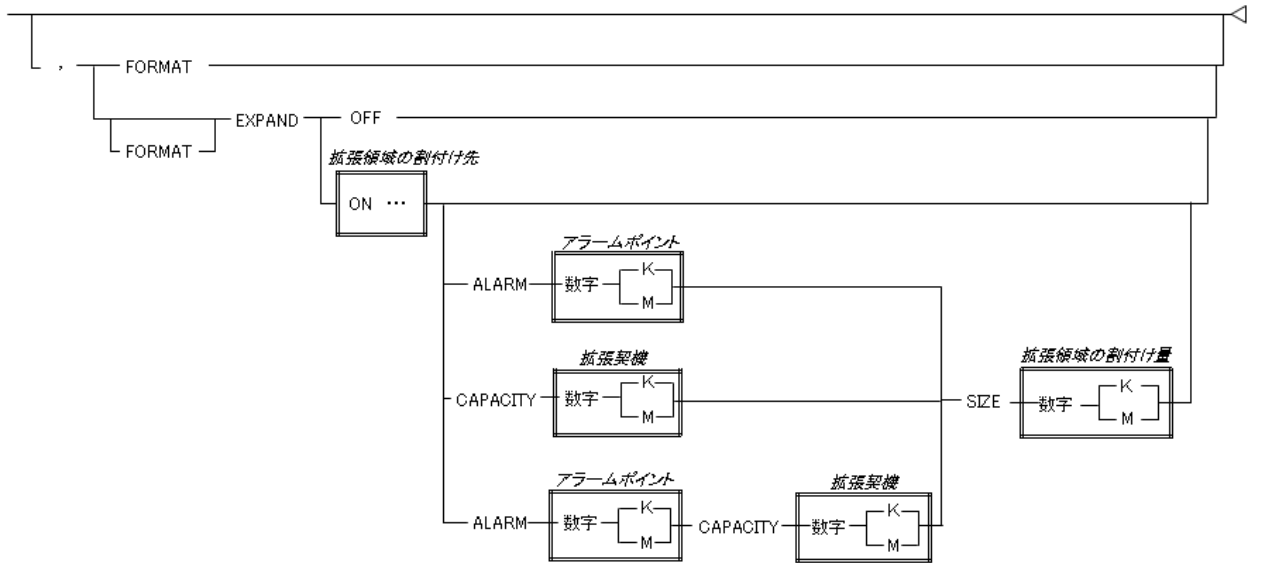 , FORMAT
EXPAND OFF
FORMAT
拡張領域の割付け先
ON …
アラームポイント
ALARM 数字 K M
拡張契機
CAPACITY 数字 K M
拡張領域の割付け量
SIZE 数字 K M
アラームポイント
拡張契機
ALARM 数字 K M CAPACITY 数字 K M